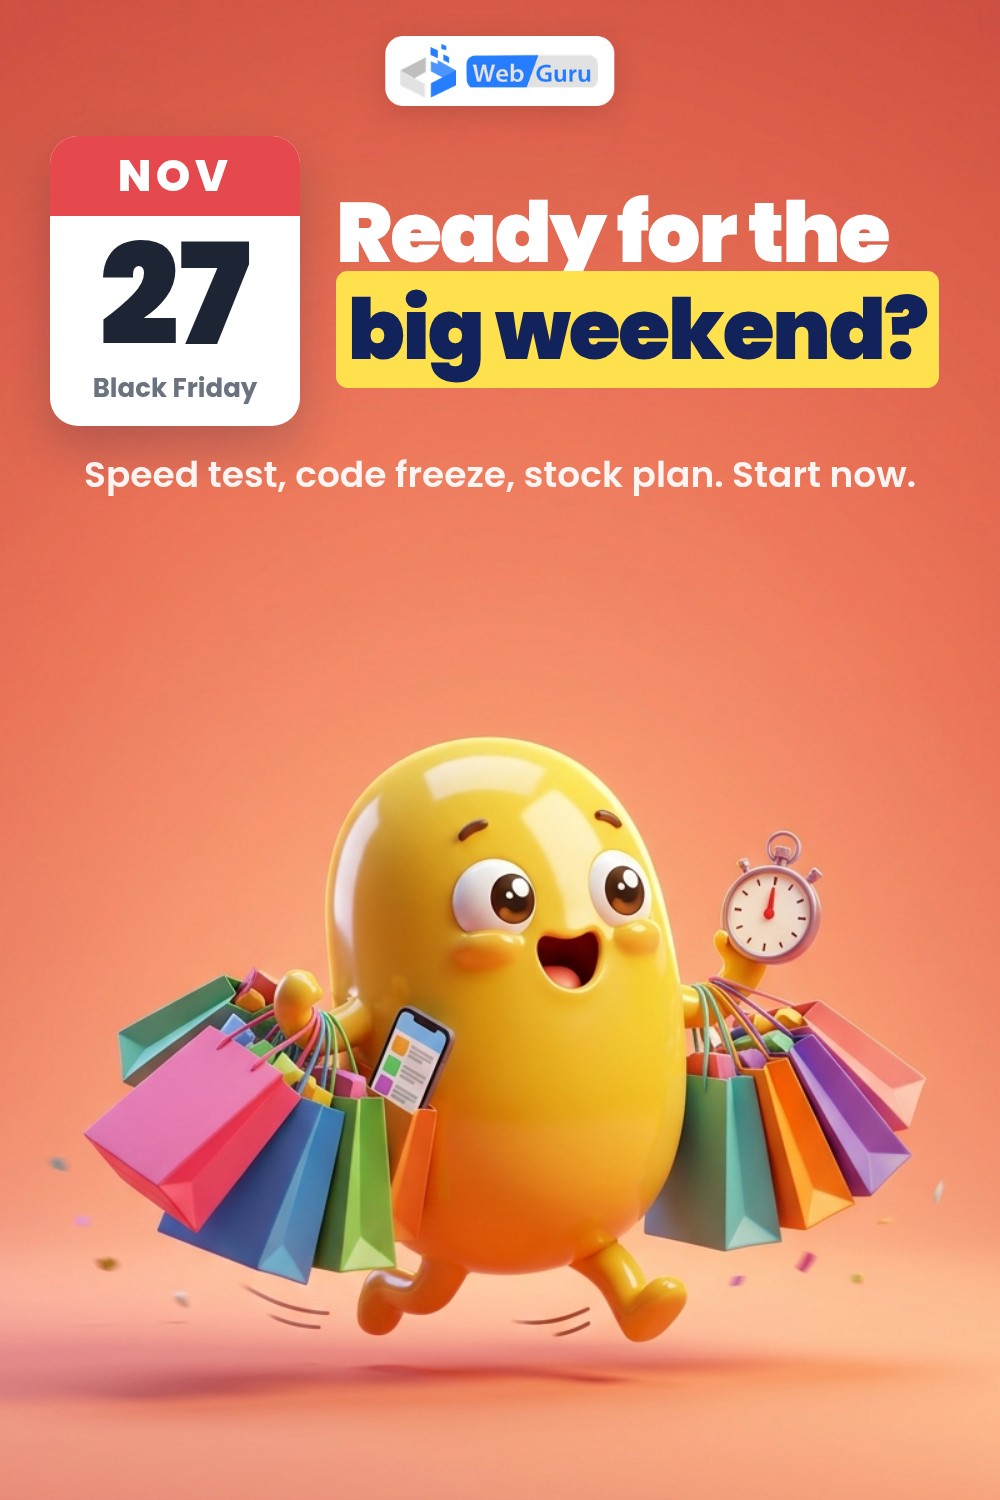 Web Guru
NOV
27
Black Friday
Ready for the
big weekend?
Speed test, code freeze, stock plan. Start now.